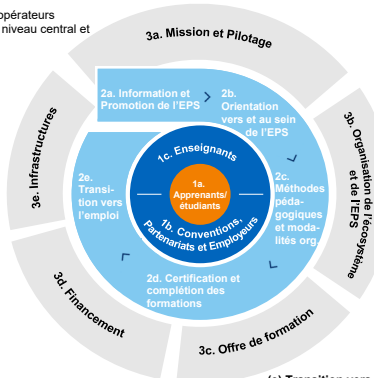 opérateurs
niveau central et
3a. Mission et Pilotage
2a. Information et
Promotion de l'EPS
2b.
Orientation
vers et au sein
de l'EPS
1c. Enseignants
1a.
Apprenants/
étudiants
1b. Conventions,
Partenariats et Employeurs
2c.
Méthodes
péda-
gogiques
et moda-
lités org.
2d. Certification et
complétion des
formations
2e.
Transi-
tion vers
l'emploi
3b. Organisation de l'écosystème
et de l'EPS
3c. Offre de formation
3d. Financement
3e. Infrastructures